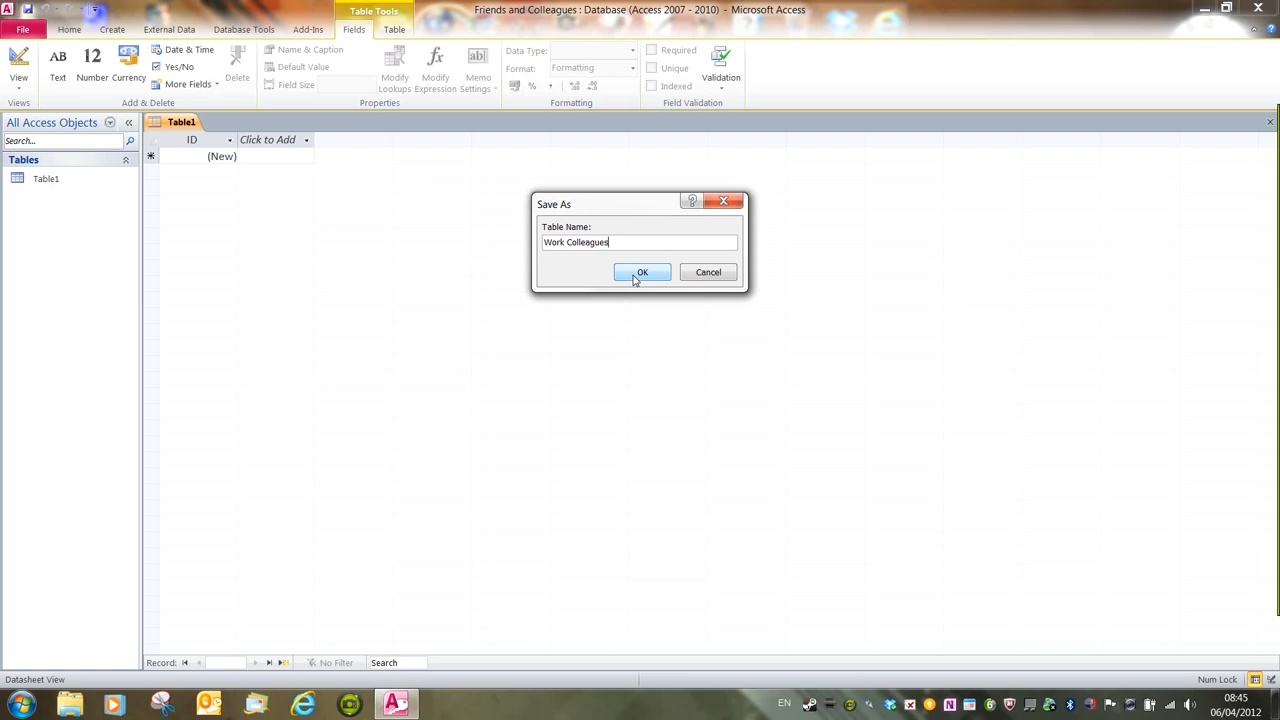 Table Tools
Friends and Colleagues : Database (Access 2007 - 2010) - Microsoft Access
File Home Create External Data Database Tools Add-Ins Fields Table
View
Text
Number
Currency
Date & Time
Yes/No
More Fields
Delete
Name & Caption
Default Value
Field Size
Modify
Lookups
Modify
Expression
Memo
Settings
Data Type:
Format: Formatting
Required
Unique
Indexed
Validation
Views Add & Delete Properties Formatting Field Validation
All Access Objects
Search...
Tables
Table1
Table1
ID Click to Add
(New)
Save As
Table Name:
Work Colleagues
OK Cancel
Record: No Filter Search
Datasheet View Num Lock
EN
08:45
06/04/2012